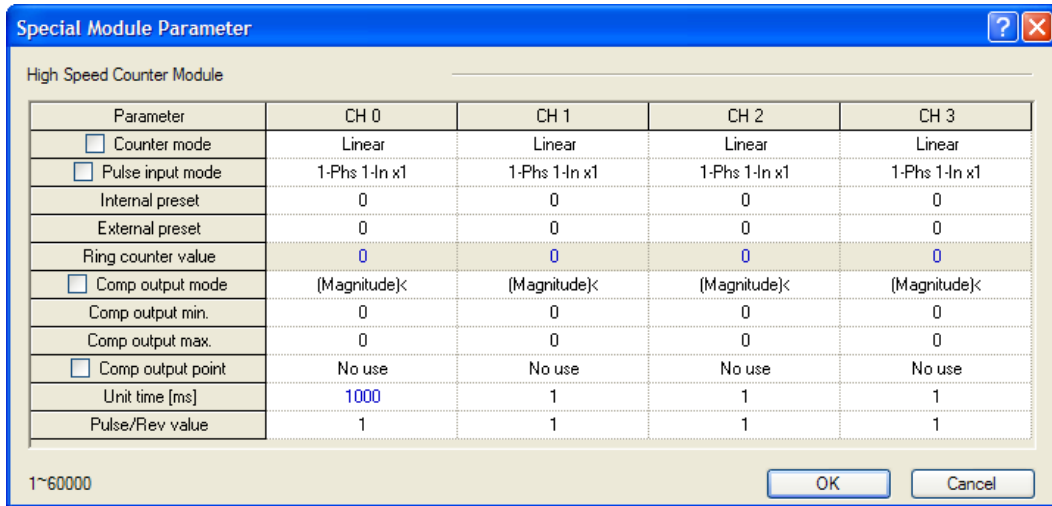 Special Module Parameter
High Speed Counter Module
Parameter CH 0 CH 1 CH 2 CH 3
Counter mode Linear Linear Linear Linear
Pulse input mode 1-Phs 1-In x1 1-Phs 1-In x1 1-Phs 1-In x1 1-Phs 1-In x1
Internal preset 0 0 0 0
External preset 0 0 0 0
Ring counter value 0 0 0 0
Comp output mode (Magnitude)< (Magnitude)< (Magnitude)< (Magnitude)<
Comp output min. 0 0 0 0
Comp output max. 0 0 0 0
Comp output point No use No use No use No use
Unit time [ms] 1000 1 1 1
Pulse/Rev value 1 1 1 1
1~60000 OK Cancel